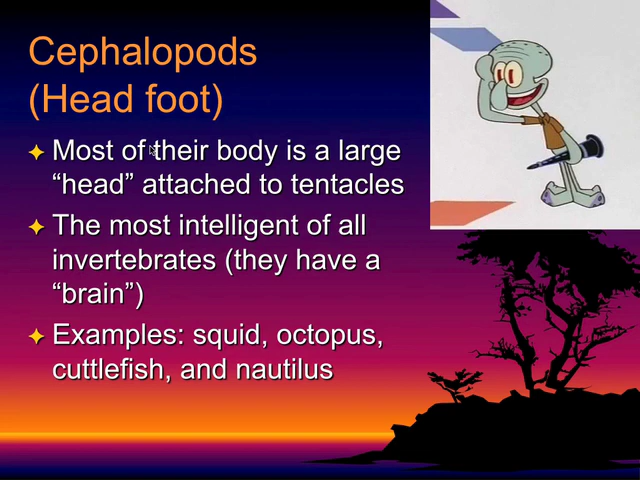 Cephalopods
(Head foot)
Most of their body is a large
“head” attached to tentacles
The most intelligent of all
invertebrates (they have a
“brain”)
Examples: squid, octopus,
cuttlefish, and nautilus